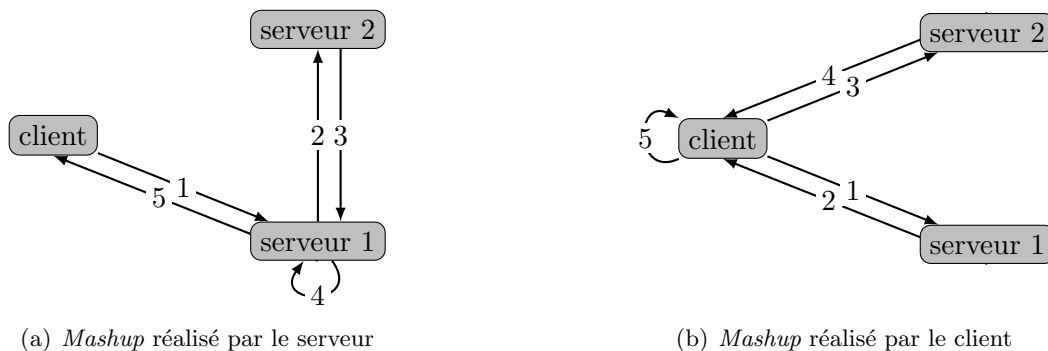 serveur 2
client
2
3
1
5
serveur 1
4
(a) Mashup réalisé par le serveur
serveur 2
4
3
5
client
1
2
serveur 1
(b) Mashup réalisé par le client